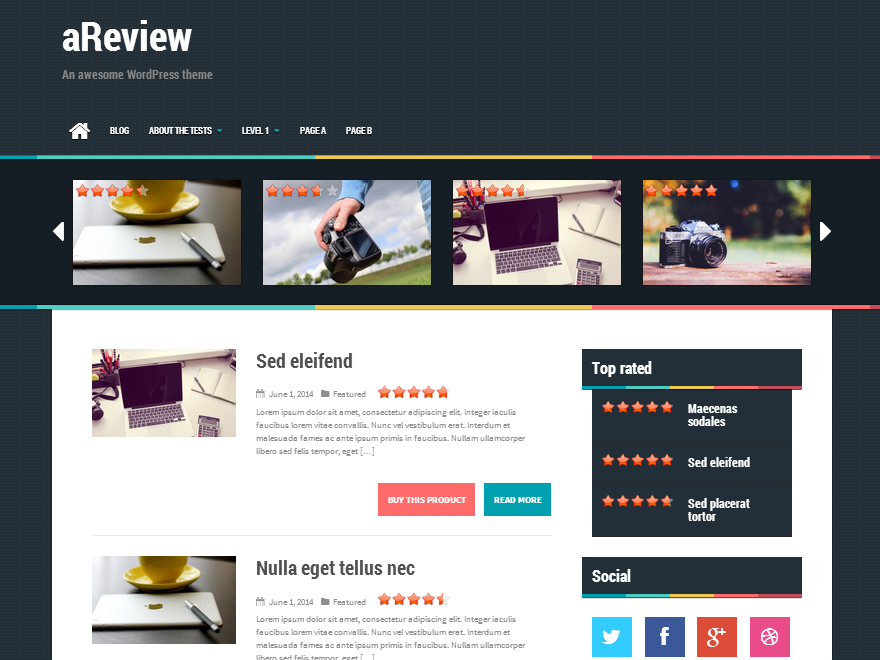 aReview
An awesome WordPress theme
BLOG ABOUT THE TESTS LEVEL 1 PAGE A PAGE B
Sed eleifend
June 1, 2014 Featured
Lorem ipsum dolor sit amet, consectetur adipiscing elit. Integer iaculis
faucibus lorem vitae convallis. Nunc vel vestibulum erat. Interdum et
malesuada fames ac ante ipsum primis in faucibus. Nullam ullamcorper
libero sed felis tempor, eget [...]
BUY THIS PRODUCT READ MORE
Nulla eget tellus nec
June 1, 2014 Featured
Lorem ipsum dolor sit amet, consectetur adipiscing elit. Integer iaculis
faucibus lorem vitae convallis. Nunc vel vestibulum erat. Interdum et
malesuada fames ac ante ipsum primis in faucibus. Nullam ullamcorper
libero sed felis tempor, eget [...]
Top rated
Maecenas
sodales
Sed eleifend
Sed placerat
tortor
Social